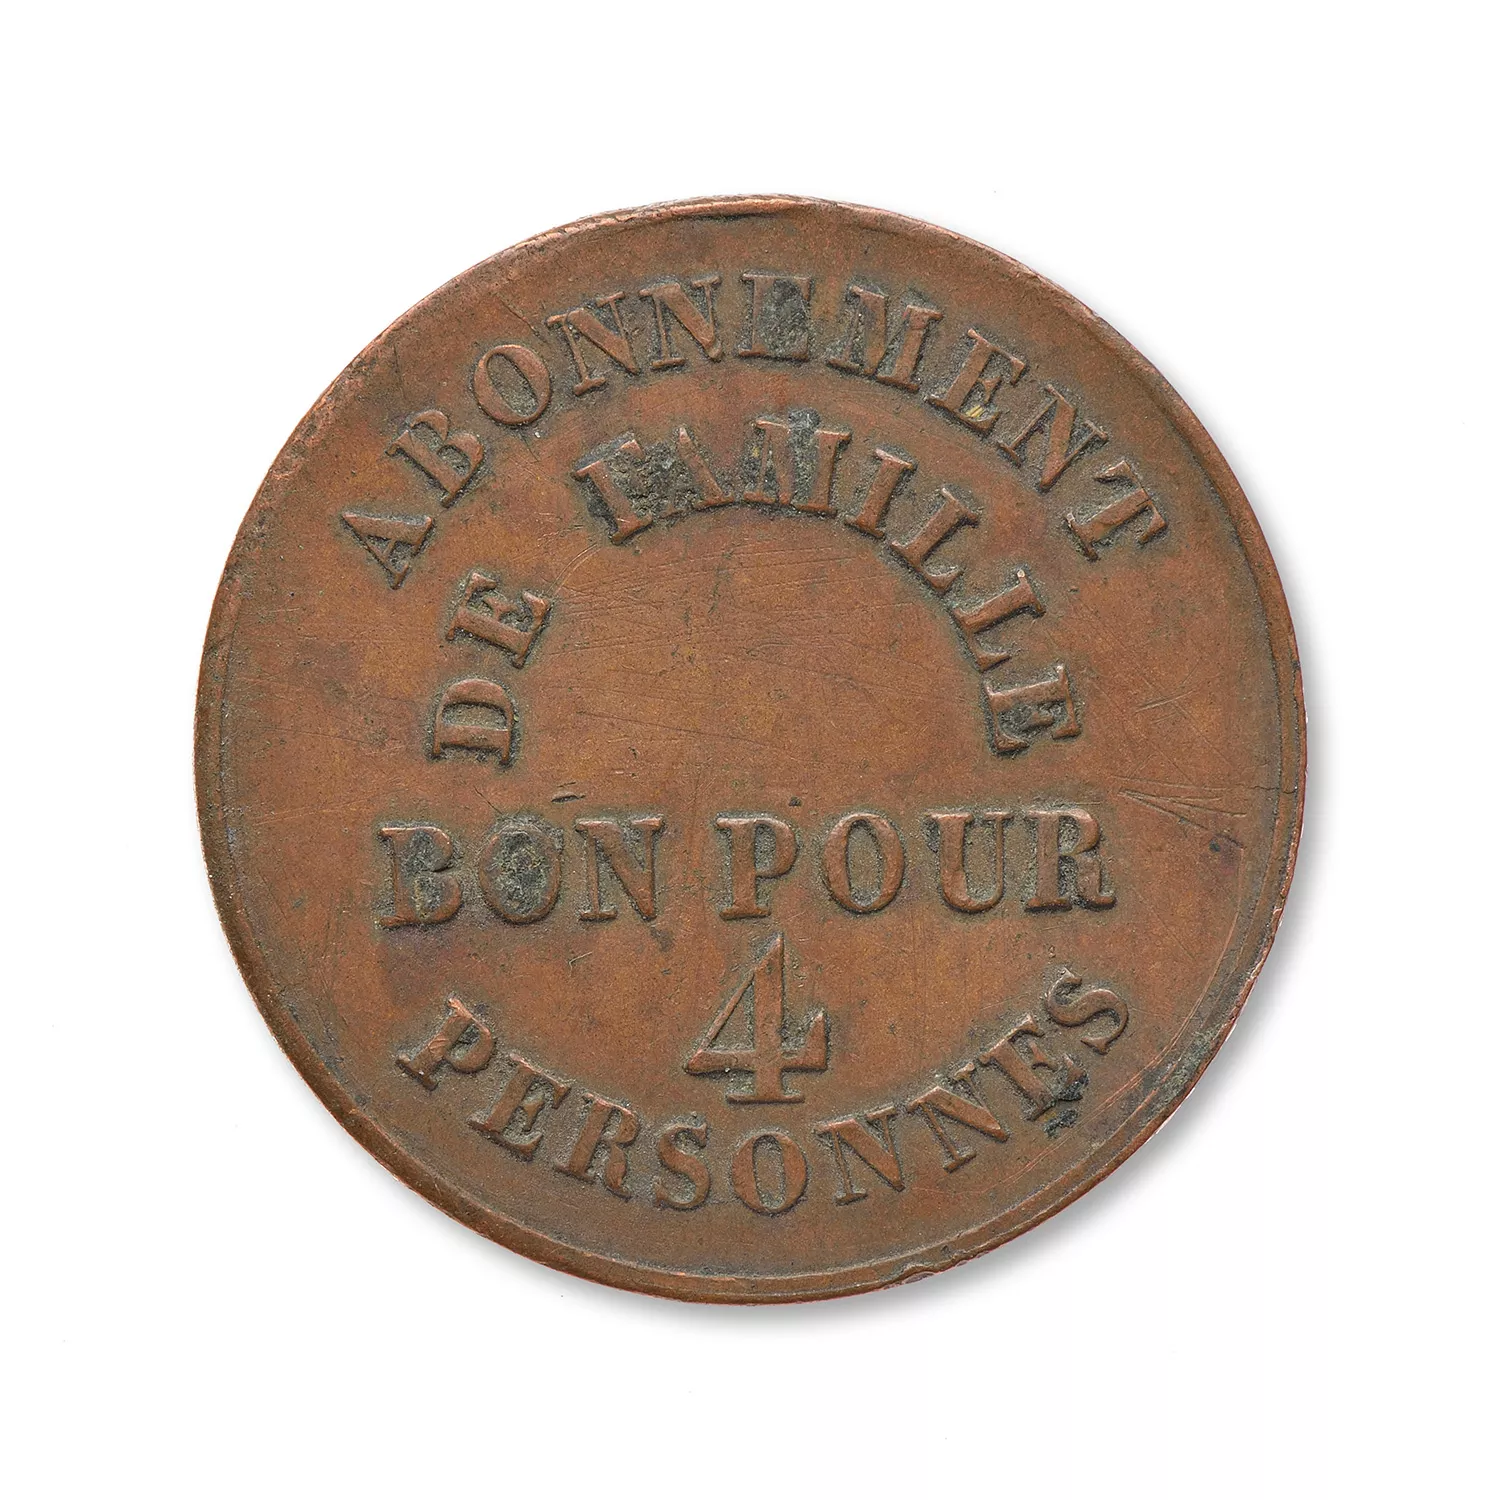 ABONNEMENT
DE FAMILLE
BON POUR
4
PERSONNES